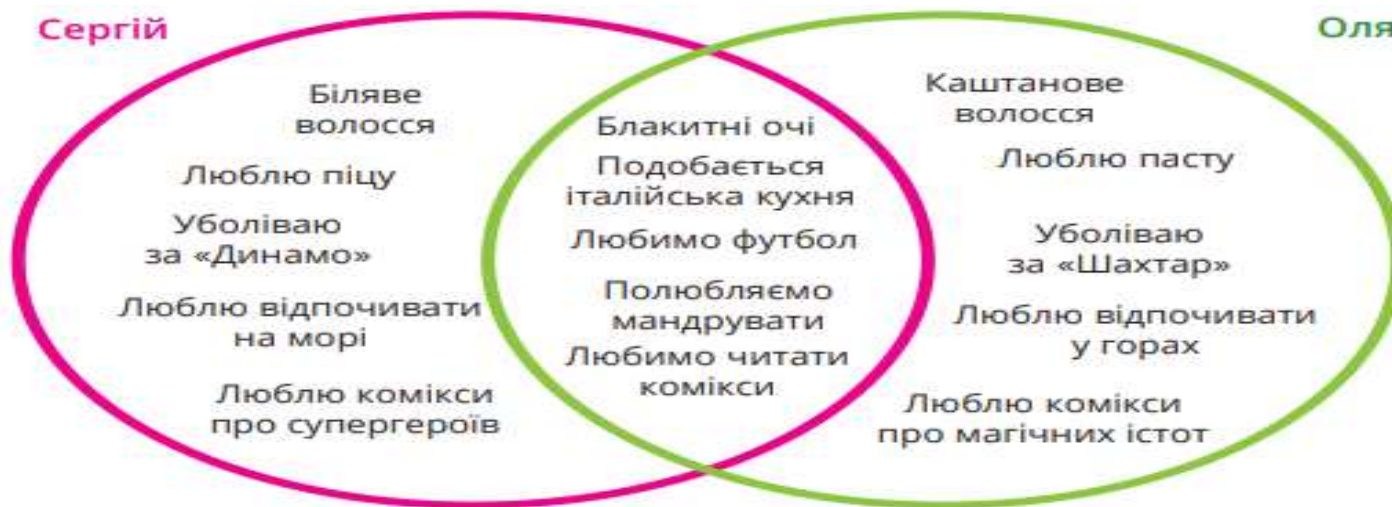 Сергій
Оля
Біляве
волосся
Люблю піцу
Уболіваю
за «Динамо»
Люблю відпочивати
на морі
Люблю комікси
про супергероїв
Блакитні очі
Подобається
італійська кухня
Любимо футбол
Полюбляємо
мандрувати
Любимо читати
комікси
Каштанове
волосся
Люблю пасту
Уболіваю
за «Шахтар»
Люблю відпочивати
у горах
Люблю комікси
про магічних істот